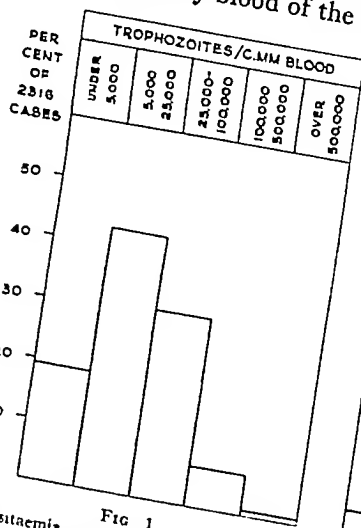 blood of the
PER
CENT
OF
2316
CASES
TROPHOZOITES/C.MM BLOOD
UNDER
5,000
5,000
25,000
25,000-
100,000
100,000
500,000
OVER
500,000
50
40
30
20
FIG 1